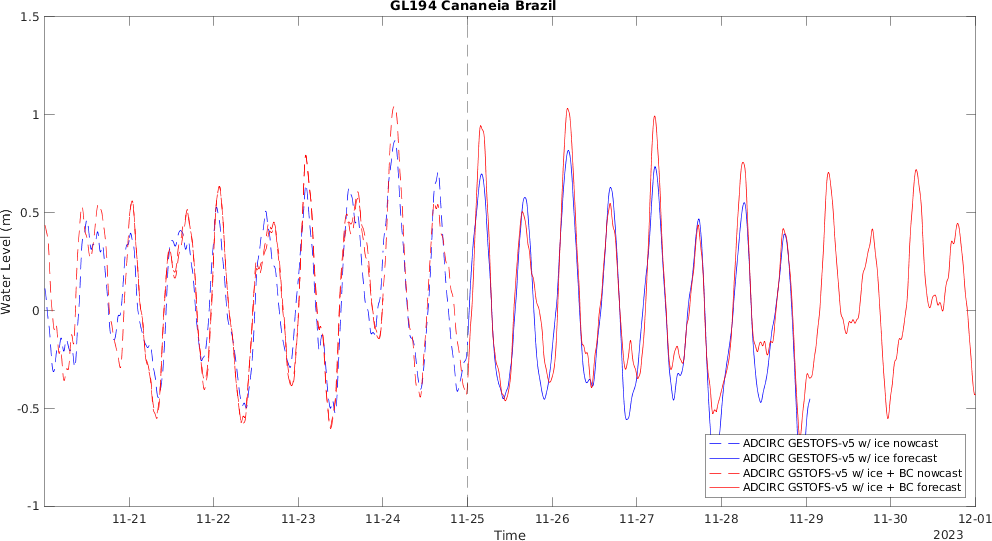 GL194 Cananeia Brazil
1.5
1
0.5
0
-0.5
-1
Water Level (m)
11-21
11-22
11-23
11-24
11-25
11-26
11-27
11-28
11-29
11-30
12-01
Time
2023
ADCIRC GESTOFS-v5 w/ ice nowcast
ADCIRC GESTOFS-v5 w/ ice forecast
ADCIRC GSTOFS-v5 w/ ice + BC nowcast
ADCIRC GSTOFS-v5 w/ ice + BC forecast